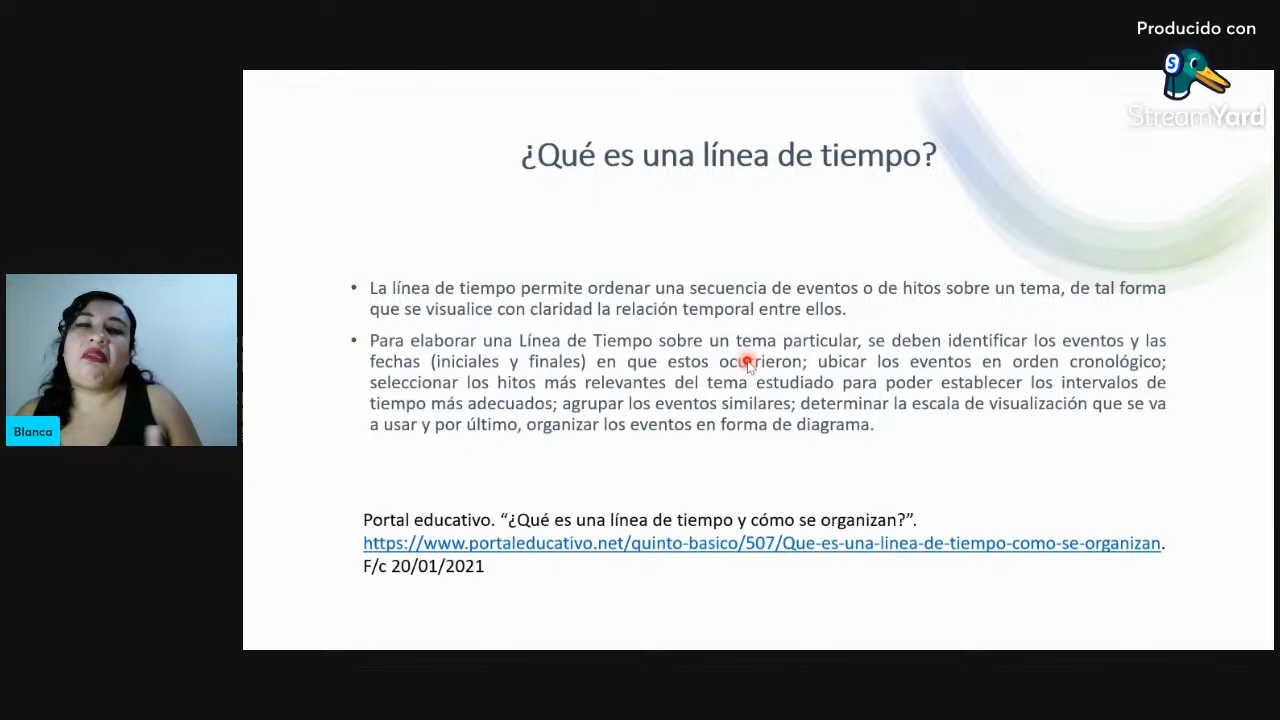 Producido con
StreamYard
¿Qué es una línea de tiempo?
• La línea de tiempo permite ordenar una secuencia de eventos o de hitos sobre un tema, de tal forma
que se visualice con claridad la relación temporal entre ellos.
• Para elaborar una Línea de Tiempo sobre un tema particular, se deben identificar los eventos y las
fechas (iniciales y finales) en que estos ocurrieron; ubicar los eventos en orden cronológico;
seleccionar los hitos más relevantes del tema estudiado para poder establecer los intervalos de
tiempo más adecuados; agrupar los eventos similares; determinar la escala de visualización que se va
a usar y por último, organizar los eventos en forma de diagrama.
Blanca
Portal educativo. “¿Qué es una línea de tiempo y cómo se organizan?”.
https://www.portaleducativo.net/quinto-basico/507/Que-es-una-linea-de-tiempo-como-se-organizan.
F/c 20/01/2021